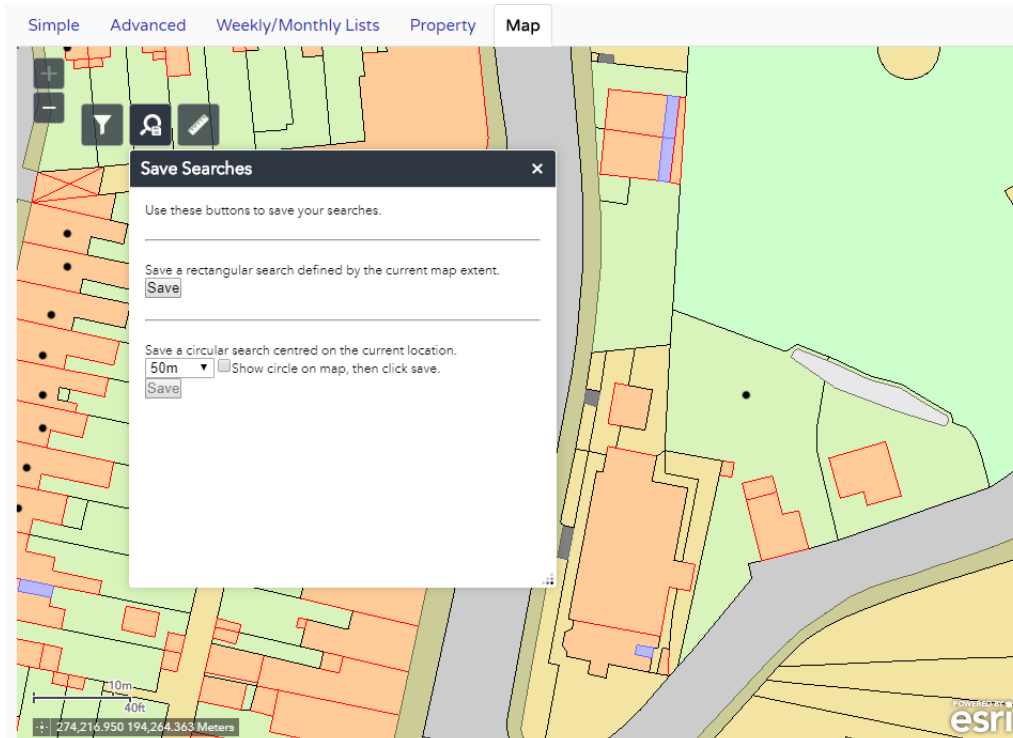 Simple Advanced Weekly/Monthly Lists Property Map
+
−
Save Searches ×
Use these buttons to save your searches.
Save a rectangular search defined by the current map extent.
Save
Save a circular search centred on the current location.
50m ▼ Show circle on map, then click save.
Save
10m
40ft
274,216.950 194,264.363 Meters
POWERED BY
esri